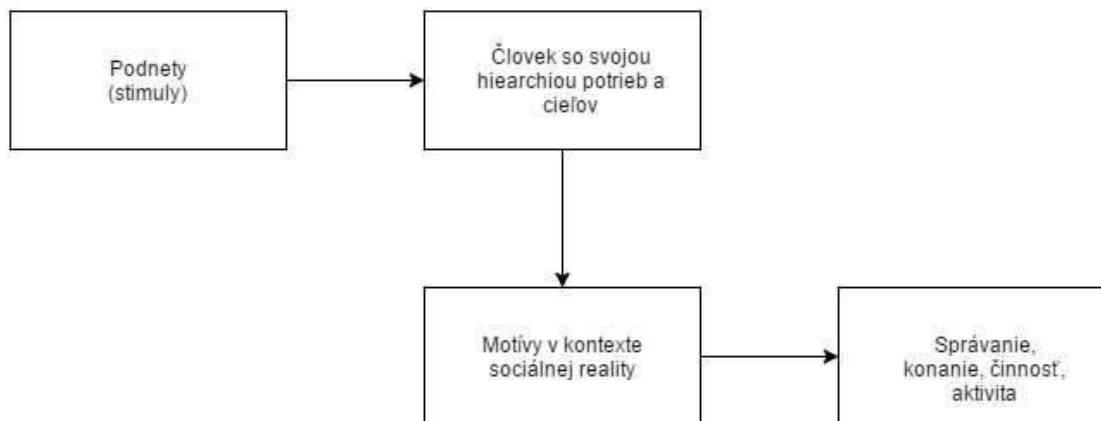 Podnety
(stimuly)
Človek so svojou
hiearchiou potrieb a
cieľov
Motívy v kontexte
sociálnej reality
Správanie,
konanie, činnosť,
aktivita